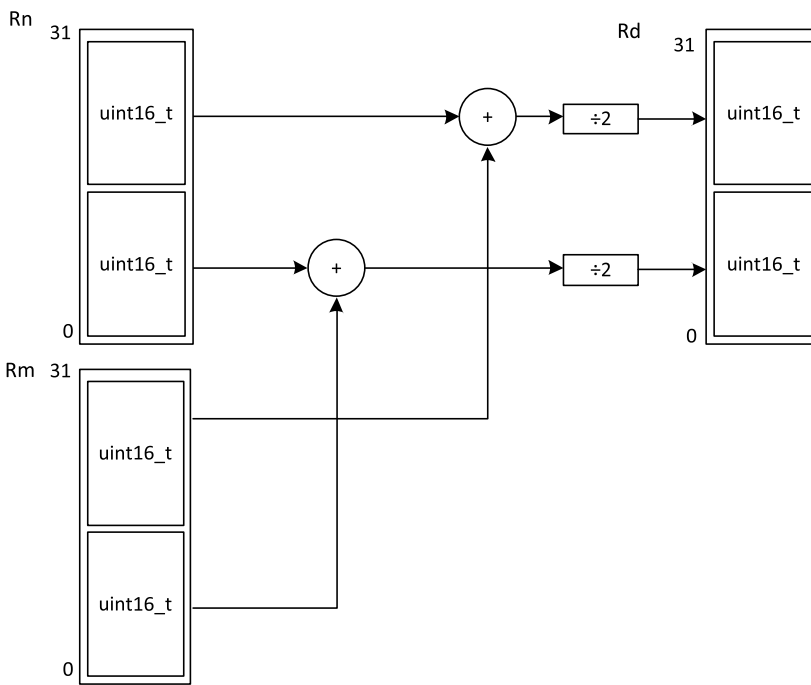 Rn
31
uint16_t
uint16_t
0
Rm
31
uint16_t
uint16_t
0
+
÷2
+
÷2
Rd
31
uint16_t
uint16_t
0